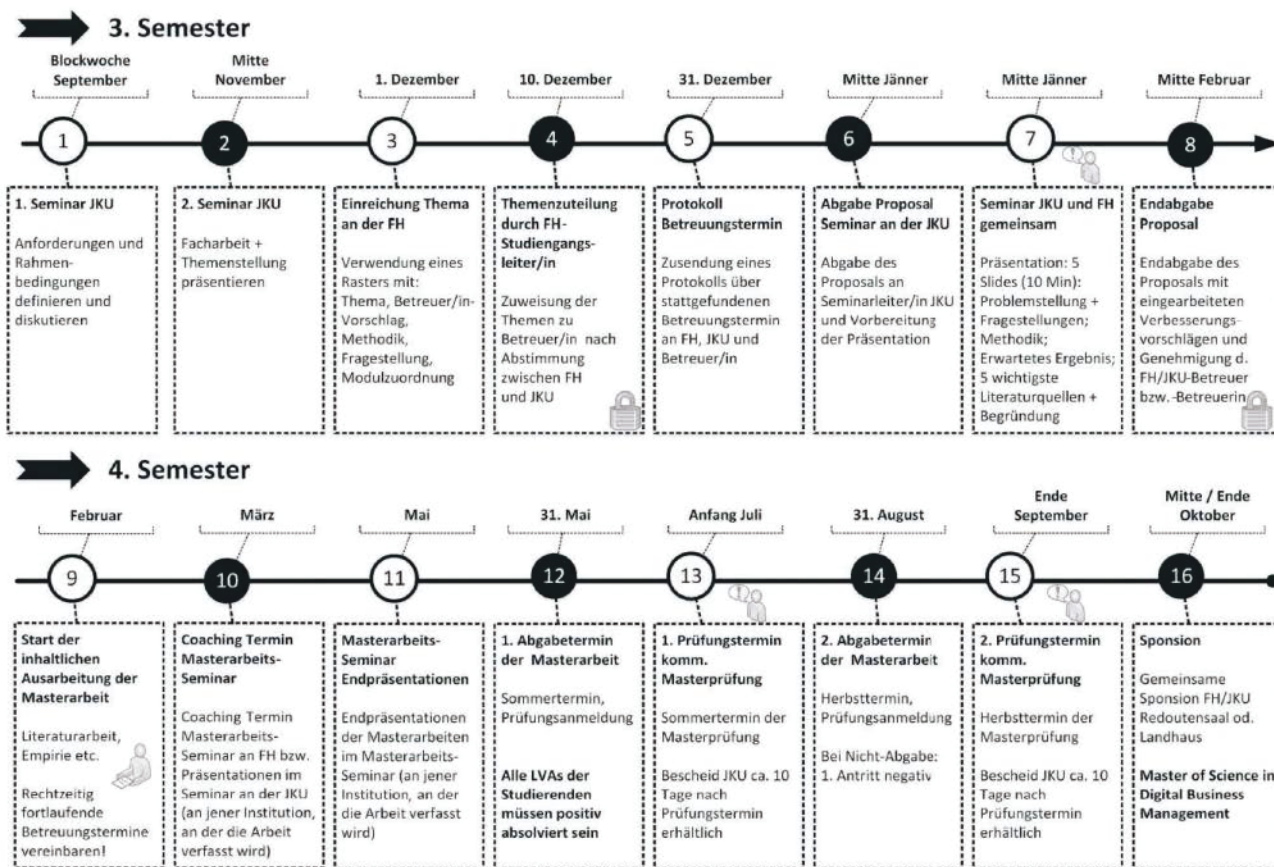 3. Semester
Blockwoche
September
Mitte
November
1. Dezember
10. Dezember
31. Dezember
Mitte Jänner
Mitte Jänner
Mitte Februar
1
2
3
4
5
6
7
8
1. Seminar JKU
Anforderungen und
Rahmen-
bedingungen
definieren und
diskutieren
2. Seminar JKU
Facharbeit +
Themenstellung
präsentieren
Einreichung Thema
an der FH
Verwendung eines
Rasters mit:
Thema, Betreuer/in-
Vorschlag,
Methodik,
Fragestellung,
Modulzuordnung
Themenzuteilung
durch FH-
Studiengangs-
leiter/in
Zuweisung der
Themen zu
Betreuer/in nach
Abstimmung
zwischen FH
und JKU
Protokoll
Betreuungstermin
Zusendung eines
Protokolls über
stattgefundenen
Betreuungstermin
an FH, JKU und
Betreuer/in
Abgabe Proposal
Seminar an der JKU
Abgabe des
Proposals an
Seminarleiter/in JKU
und Vorbereitung
der Präsentation
Seminar JKU und FH
gemeinsam
Präsentation: 5
Slides (10 Min):
Problemstellung +
Fragestellungen;
Methodik;
Erwartetes Ergebnis;
5 wichtigste
Literaturquellen +
Begründung
Endabgabe
Proposal
Endabgabe des
Proposals mit
eingearbeiteten
Verbesserungs-
vorschlägen und
Genehmigung d.
FH/JKU-Betreuer
bzw.-Betreuerin
4. Semester
Februar
März
Mai
31. Mai
Anfang Juli
31. August
Ende
September
Mitte / Ende
Oktober
9
10
11
12
13
14
15
16
Start der
inhaltlichen
Ausarbeitung der
Masterarbeit
Literaturarbeit,
Empirie etc.
Rechtzeitig
fortlaufende
Betreuungstermine
vereinbaren!
Coaching Termin
Masterarbeits-
Seminar
Coaching Termin
Masterarbeits-
Seminar an FH bzw.
Präsentationen im
Seminar an der JKU
(an jener Institution,
an der die Arbeit
verfasst wird)
Masterarbeits-
Seminar
Endpräsentationen
Endpräsentationen
der Masterarbeiten
im Masterarbeits-
Seminar (an jener
Institution, an der
die Arbeit verfasst
wird)
1. Abgabetermin
der Masterarbeit
Sommertermin,
Prüfungsanmeldung
Alle LVAs der
Studierenden
müssen positiv
absolviert sein
1. Prüfungstermin
komm.
Masterprüfung
Sommertermin der
Masterprüfung
Bescheid JKU ca. 10
Tage nach
Prüfungstermin
erhältlich
2. Abgabetermin
der Masterarbeit
Herbsttermin,
Prüfungsanmeldung
Bei Nicht-Abgabe:
1. Antritt negativ
2. Prüfungstermin
komm.
Masterprüfung
Herbsttermin der
Masterprüfung
Bescheid JKU ca. 10
Tage nach
Prüfungstermin
erhältlich
Sponsion
Gemeinsame
Sponsion FH/JKU
Redoutensaal od.
Landhaus
Master of Science in
Digital Business
Management